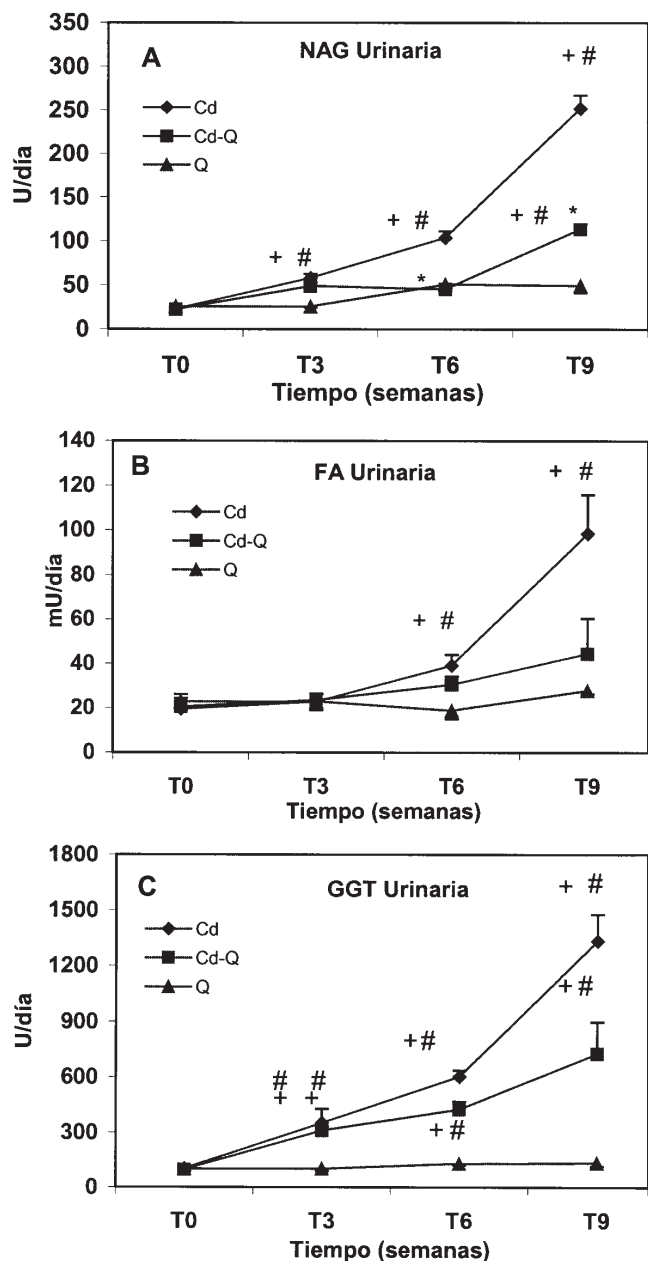 A
NAG Urinaria
+ #
350
300
250
200
150
100
50
0
U/día
Cd
Cd-Q
Q
+ #
+ #
*
+ #
*
T0 T3 T6 T9
Tiempo (semanas)
B
FA Urinaria
+ #
140
120
100
80
60
40
20
0
mU/día
Cd
Cd-Q
Q
+ #
T0 T3 T6 T9
Tiempo (semanas)
C
GGT Urinaria
+ #
1800
1500
1200
900
600
300
0
U/día
Cd
Cd-Q
Q
+ #
+ #
# #
+ +
+ #
T0 T3 T6 T9
Tiempo (semanas)